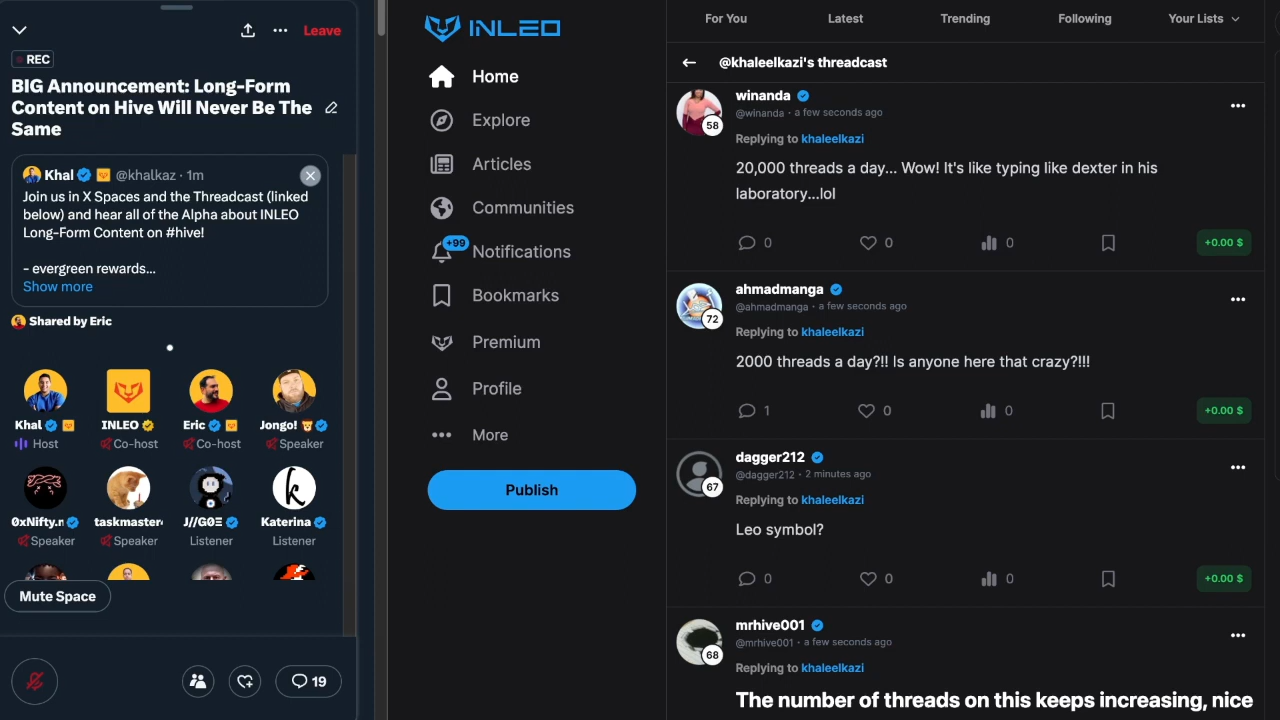 Leave
REC
BIG Announcement: Long-Form
Content on Hive Will Never Be The
Same
Khal @khalkaz · 1m
Join us in X Spaces and the Threadcast (linked
below) and hear all of the Alpha about INLEO
Long-Form Content on #hive!
- evergreen rewards...
Show more
Shared by Eric
Khal INLEO Eric Jongo!
Host Co-host Co-host Speaker
0xNifty.n taskmaster J//G0Ξ Katerina
Speaker Speaker Listener Listener
Mute Space
19
INLEO
Home
Explore
Articles
Communities
+99
Notifications
Bookmarks
Premium
Profile
More
Publish
For You Latest Trending Following Your Lists
@khaleelkazi's threadcast
winanda
@winanda · a few seconds ago
58
Replying to khaleelkazi
20,000 threads a day... Wow! It's like typing like dexter in his
laboratory...lol
0 0 0 +0.00 $
ahmadmanga
@ahmadmanga · a few seconds ago
72
Replying to khaleelkazi
2000 threads a day?!! Is anyone here that crazy?!!!
1 0 0 +0.00 $
dagger212
@dagger212 · 2 minutes ago
67
Replying to khaleelkazi
Leo symbol?
0 0 0 +0.00 $
mrhive001
@mrhive001 · a few seconds ago
68
Replying to khaleelkazi
The number of threads on this keeps increasing, nice